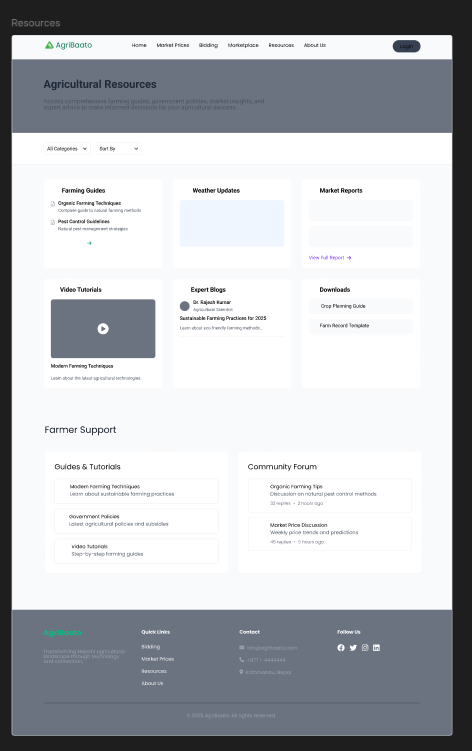 Resources
AgriBaato
Home Market Prices Bidding Marketplace Resources About Us Login
Agricultural Resources
Access comprehensive farming guides, government policies, market insights, and
expert advice to make informed decisions for your agricultural success.
All Categories Sort By
Farming Guides
Organic Farming Techniques
Complete guide to natural farming methods
Pest Control Guidelines
Natural pest management strategies
→
Weather Updates
Market Reports
View Full Report →
Video Tutorials
Modern Farming Techniques
Learn about the latest agricultural technologies
Expert Blogs
Dr. Rajesh Kumar
Agricultural Scientist
Sustainable Farming Practices for 2025
Learn about eco-friendly farming methods...
Downloads
Crop Planning Guide
Farm Record Template
Farmer Support
Guides & Tutorials
Modern Farming Techniques
Learn about sustainable farming practices
Government Policies
Latest agricultural policies and subsidies
Video Tutorials
Step-by-step farming guides
Community Forum
Organic Farming Tips
Discussion on natural pest control methods
32 replies • 2 hours ago
Market Price Discussion
Weekly price trends and predictions
45 replies • 5 hours ago
AgriBaato
Transforming Nepal's agricultural
landscape through technology
and connection.
Quick Links
Bidding
Market Prices
Resources
About Us
Contact
info@agribaato.com
+977 1-4444444
Kathmandu, Nepal
Follow Us
© 2025 AgriBaato. All rights reserved.